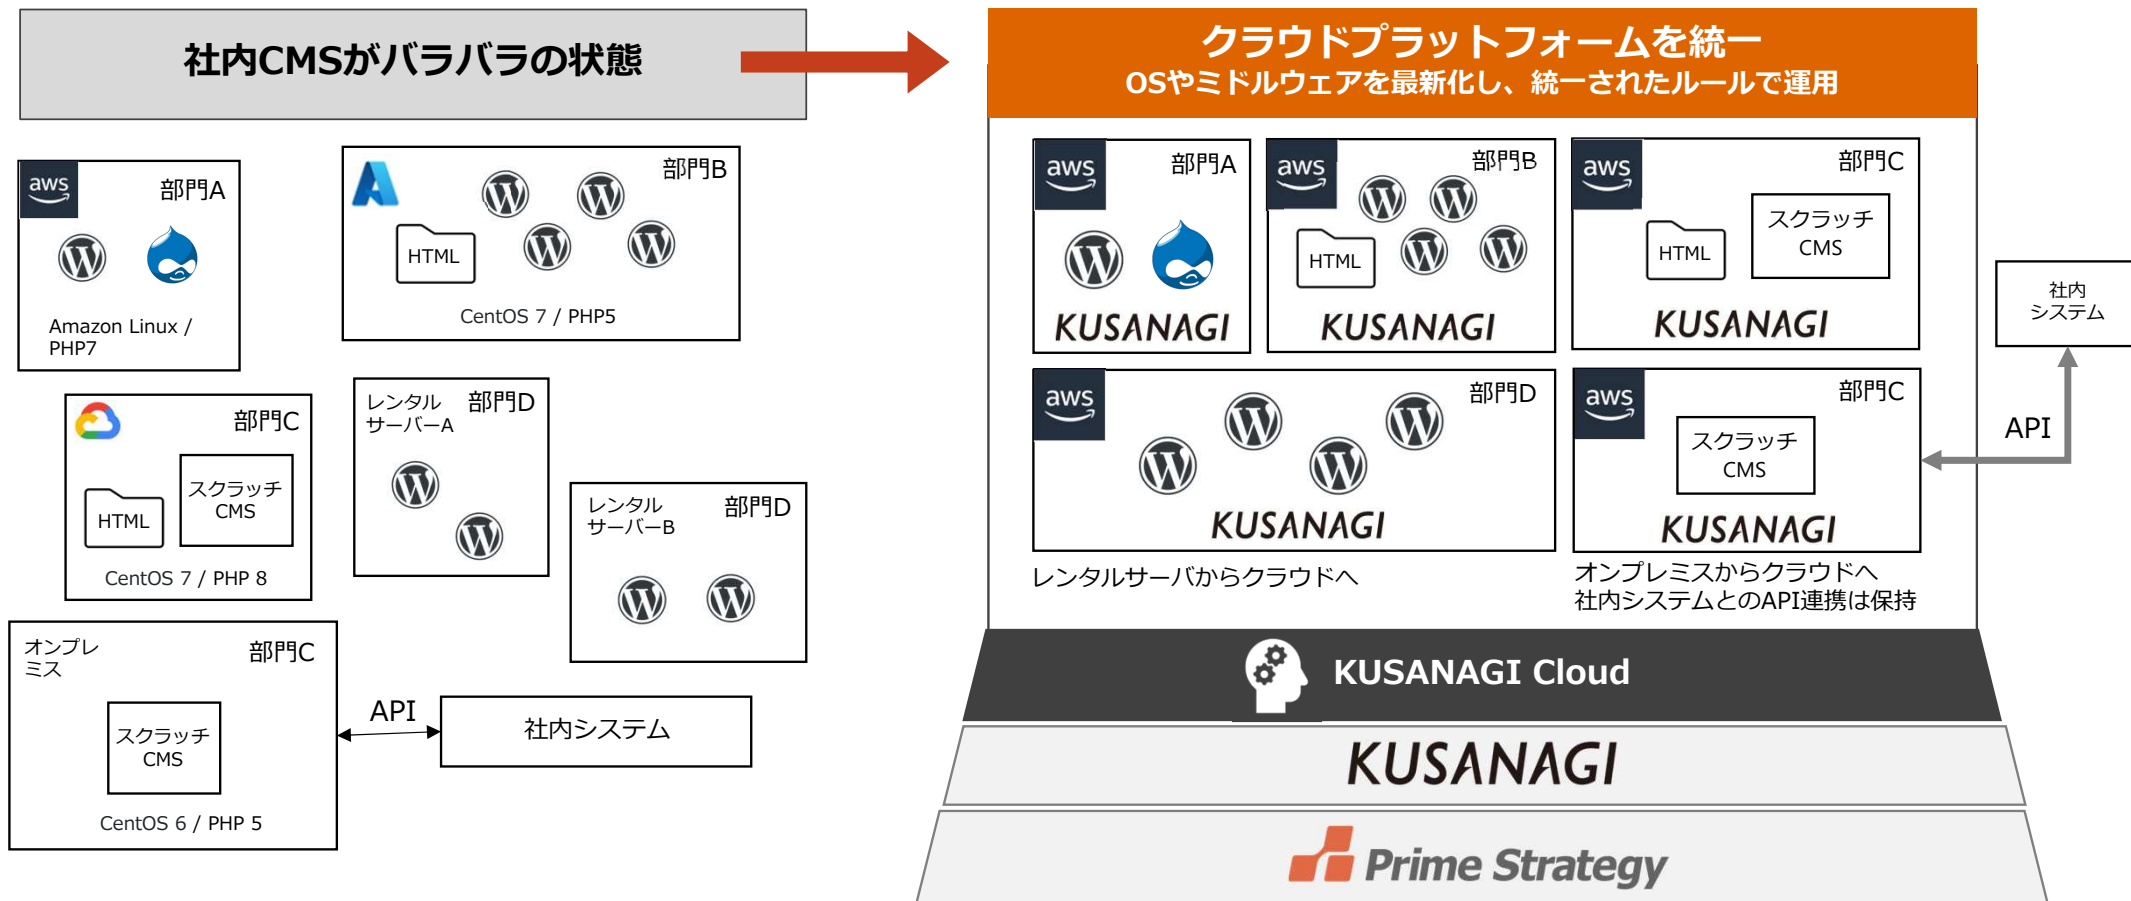 社内CMSがバラバラの状態
aws
部門A
Amazon Linux /
PHP7
部門B
HTML
CentOS 7 / PHP5
部門C
HTML
スクラッチ
CMS
CentOS 7 / PHP 8
レンタル
サーバーA
部門D
レンタル
サーバーB
部門D
オンプレ
ミス
部門C
スクラッチ
CMS
CentOS 6 / PHP 5
API
社内システム
クラウドプラットフォームを統一
OSやミドルウェアを最新化し、統一されたルールで運用
aws
部門A
KUSANAGI
aws
部門B
HTML
KUSANAGI
aws
部門C
HTML
スクラッチ
CMS
KUSANAGI
aws
部門D
KUSANAGI
レンタルサーバからクラウドへ
aws
部門C
スクラッチ
CMS
KUSANAGI
オンプレミスからクラウドへ
社内システムとのAPI連携は保持
社内
システム
API
KUSANAGI Cloud
KUSANAGI
Prime Strategy